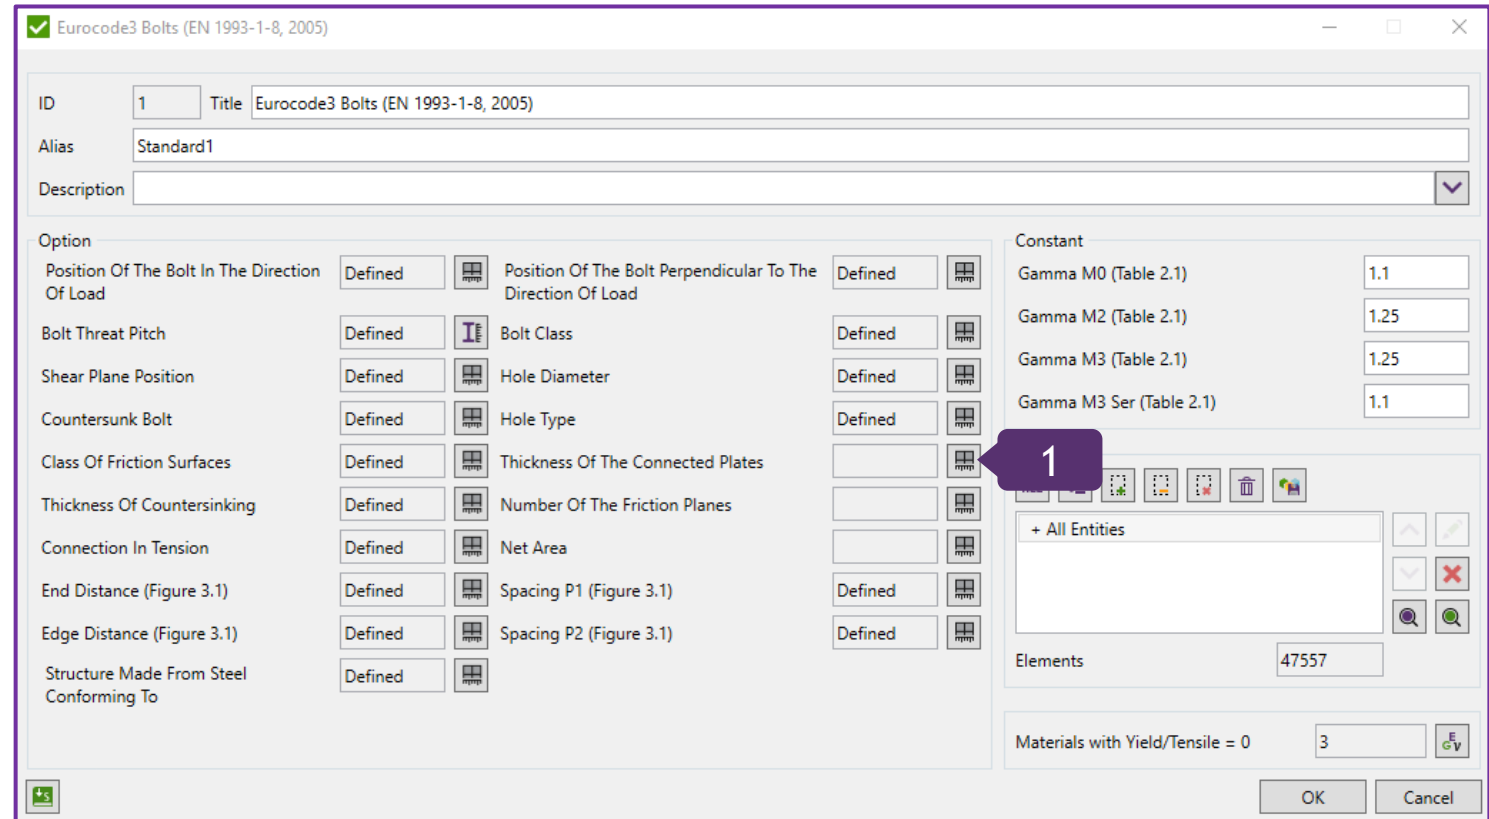 Eurocode3 Bolts (EN 1993-1-8, 2005)
ID 1 Title Eurocode3 Bolts (EN 1993-1-8, 2005)
Alias Standard1
Description
Option
Position Of The Bolt In The Direction Of Load Defined
Position Of The Bolt Perpendicular To The Direction Of Load Defined
Bolt Threat Pitch Defined Bolt Class Defined
Shear Plane Position Defined Hole Diameter Defined
Countersunk Bolt Defined Hole Type Defined
Class Of Friction Surfaces Defined Thickness Of The Connected Plates 1
Thickness Of Countersinking Defined Number Of The Friction Planes
Connection In Tension Defined Net Area
End Distance (Figure 3.1) Defined Spacing P1 (Figure 3.1) Defined
Edge Distance (Figure 3.1) Defined Spacing P2 (Figure 3.1) Defined
Structure Made From Steel Conforming To Defined
Constant
Gamma M0 (Table 2.1) 1.1
Gamma M2 (Table 2.1) 1.25
Gamma M3 (Table 2.1) 1.25
Gamma M3 Ser (Table 2.1) 1.1
+ All Entities
Elements 47557
Materials with Yield/Tensile = 0 3
OK Cancel